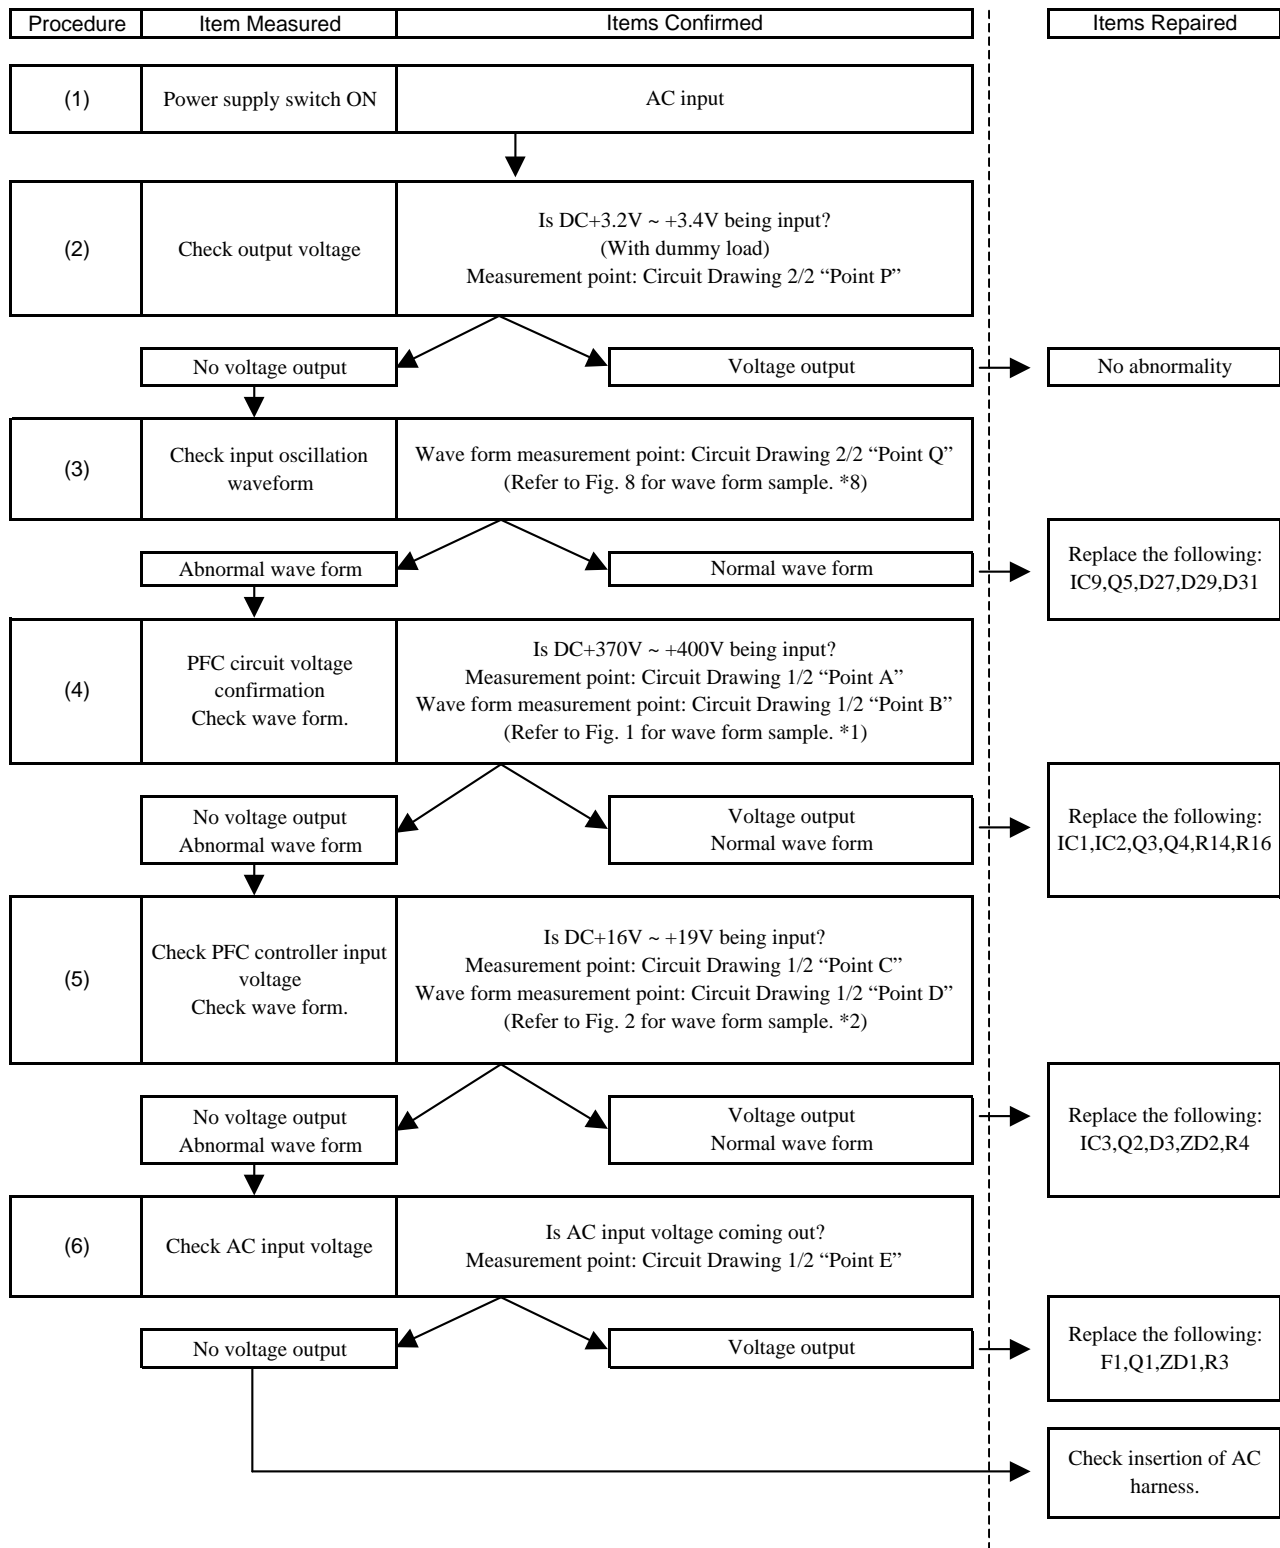 Procedure
Item Measured
Items Confirmed
Items Repaired
(1)
Power supply switch ON
AC input
(2)
Check output voltage
Is DC+3.2V ~ +3.4V being input?
(With dummy load)
Measurement point: Circuit Drawing 2/2 “Point P”
No voltage output
Voltage output
No abnormality
(3)
Check input oscillation
waveform
Wave form measurement point: Circuit Drawing 2/2 “Point Q”
(Refer to Fig. 8 for wave form sample. *8)
Abnormal wave form
Normal wave form
Replace the following:
IC9,Q5,D27,D29,D31
(4)
PFC circuit voltage
confirmation
Check wave form.
Is DC+370V ~ +400V being input?
Measurement point: Circuit Drawing 1/2 “Point A”
Wave form measurement point: Circuit Drawing 1/2 “Point B”
(Refer to Fig. 1 for wave form sample. *1)
No voltage output
Abnormal wave form
Voltage output
Normal wave form
Replace the following:
IC1,IC2,Q3,Q4,R14,R16
(5)
Check PFC controller input
voltage
Check wave form.
Is DC+16V ~ +19V being input?
Measurement point: Circuit Drawing 1/2 “Point C”
Wave form measurement point: Circuit Drawing 1/2 “Point D”
(Refer to Fig. 2 for wave form sample. *2)
No voltage output
Abnormal wave form
Voltage output
Normal wave form
Replace the following:
IC3,Q2,D3,ZD2,R4
(6)
Check AC input voltage
Is AC input voltage coming out?
Measurement point: Circuit Drawing 1/2 “Point E”
No voltage output
Voltage output
Replace the following:
F1,Q1,ZD1,R3
Check insertion of AC
harness.